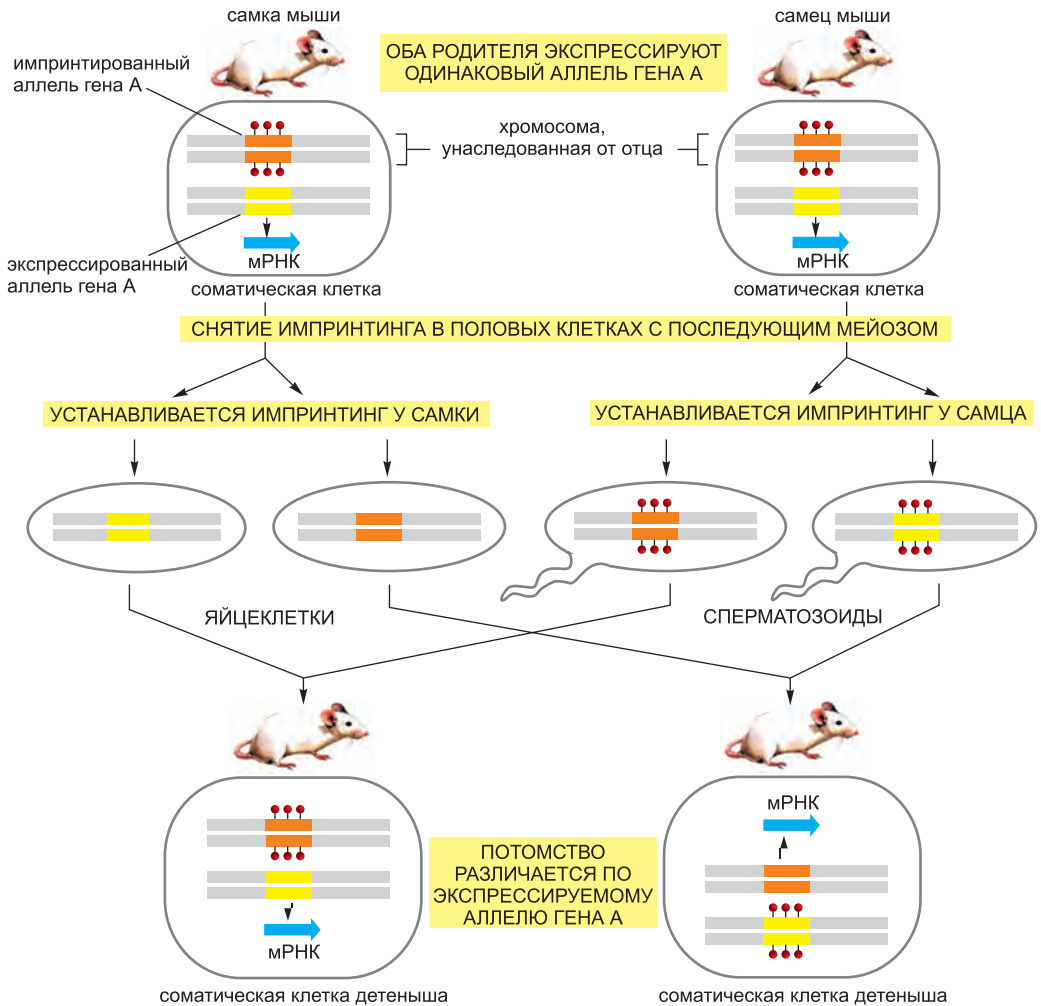 самка мыши
самец мыши
ОБА РОДИТЕЛЯ ЭКСПРЕССИРУЮТ
ОДИНАКОВЫЙ АЛЛЕЛЬ ГЕНА А
импринтированный
аллель гена А
хромосома,
унаследованная от отца
экспрессированный
аллель гена А
мРНК
мРНК
соматическая клетка
соматическая клетка
СНЯТИЕ ИМПРИНТИНГА В ПОЛОВЫХ КЛЕТКАХ С ПОСЛЕДУЮЩИМ МЕЙОЗОМ
УСТАНАВЛИВАЕТСЯ ИМПРИНТИНГ У САМКИ
УСТАНАВЛИВАЕТСЯ ИМПРИНТИНГ У САМЦА
ЯЙЦЕКЛЕТКИ
СПЕРМАТОЗОИДЫ
мРНК
ПОТОМСТВО
РАЗЛИЧАЕТСЯ ПО
ЭКСПРЕССИРУЕМОМУ
АЛЛЕЛЮ ГЕНА А
мРНК
соматическая клетка детеныша
соматическая клетка детеныша